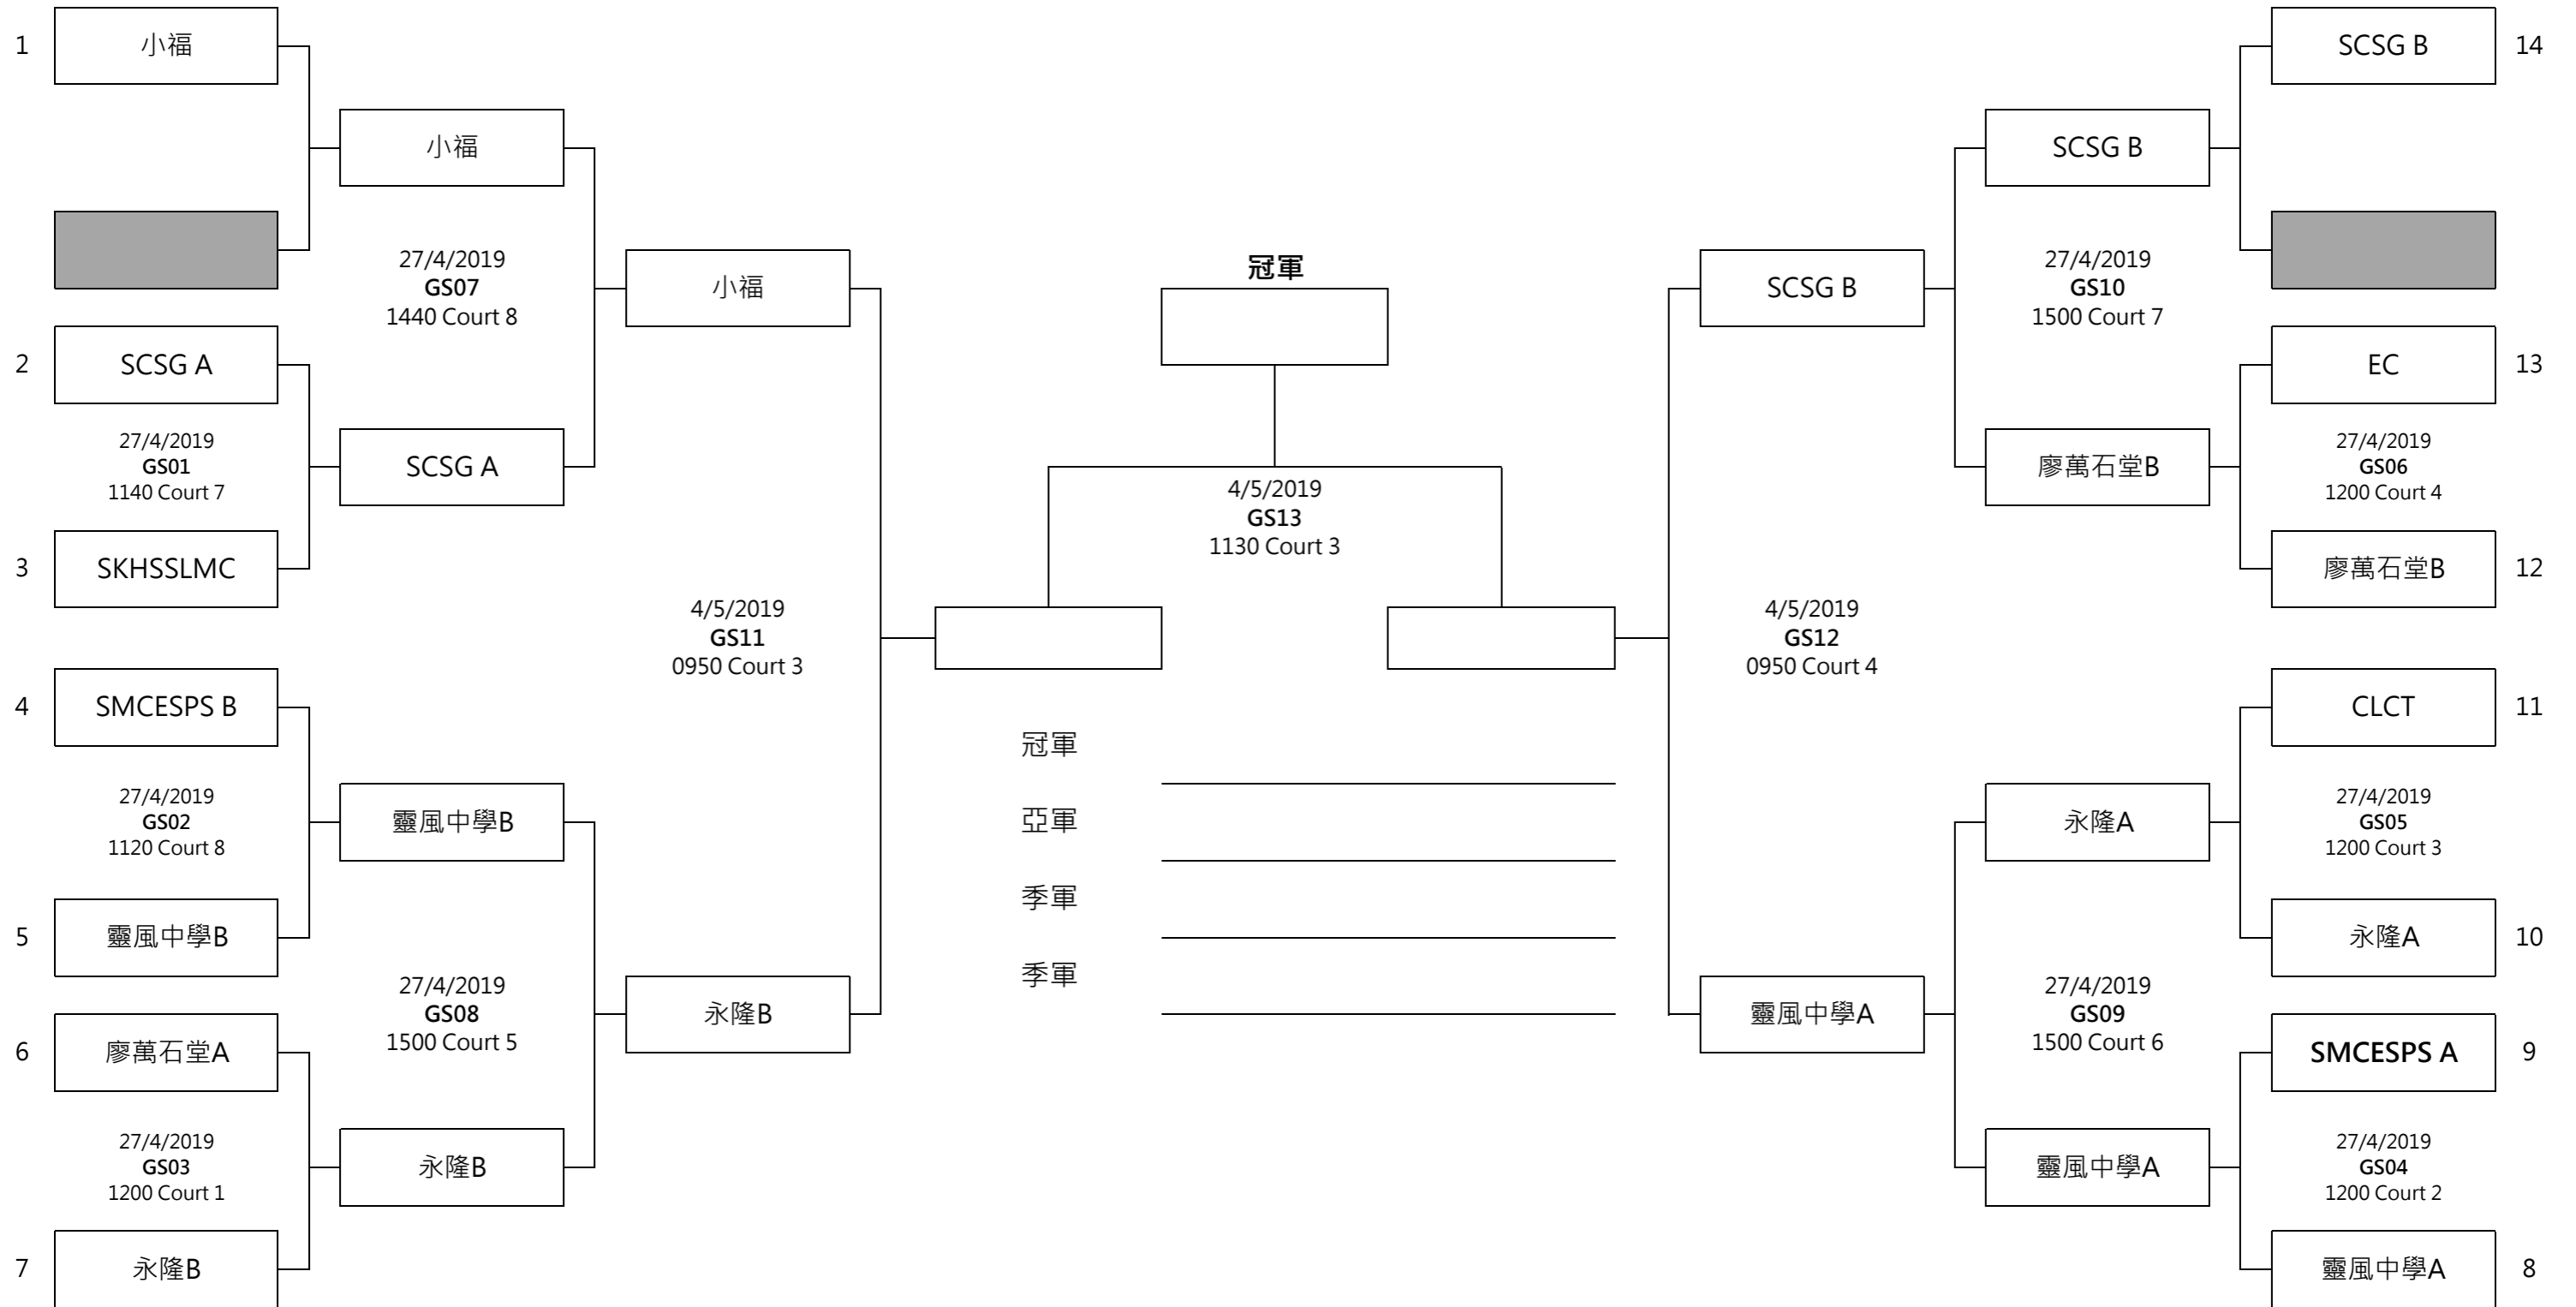 1
小福
小福
27/4/2019
GS07
1440 Court 8
小福
2
SCSG A
27/4/2019
GS01
1140 Court 7
SCSG A
3
SKHSSLMC
4/5/2019
GS11
0950 Court 3
4
SMCESPS B
27/4/2019
GS02
1120 Court 8
靈風中學B
5
靈風中學B
27/4/2019
GS08
1500 Court 5
永隆B
6
廖萬石堂A
27/4/2019
GS03
1200 Court 1
永隆B
7
永隆B
冠軍
4/5/2019
GS13
1130 Court 3
冠軍
亞軍
季軍
季軍
SCSG B
14
SCSG B
27/4/2019
GS10
1500 Court 7
SCSG B
EC
13
27/4/2019
GS06
1200 Court 4
廖萬石堂B
廖萬石堂B
12
4/5/2019
GS12
0950 Court 4
CLCT
11
27/4/2019
GS05
1200 Court 3
永隆A
永隆A
10
27/4/2019
GS09
1500 Court 6
靈風中學A
SMCESPS A
9
27/4/2019
GS04
1200 Court 2
靈風中學A
靈風中學A
8